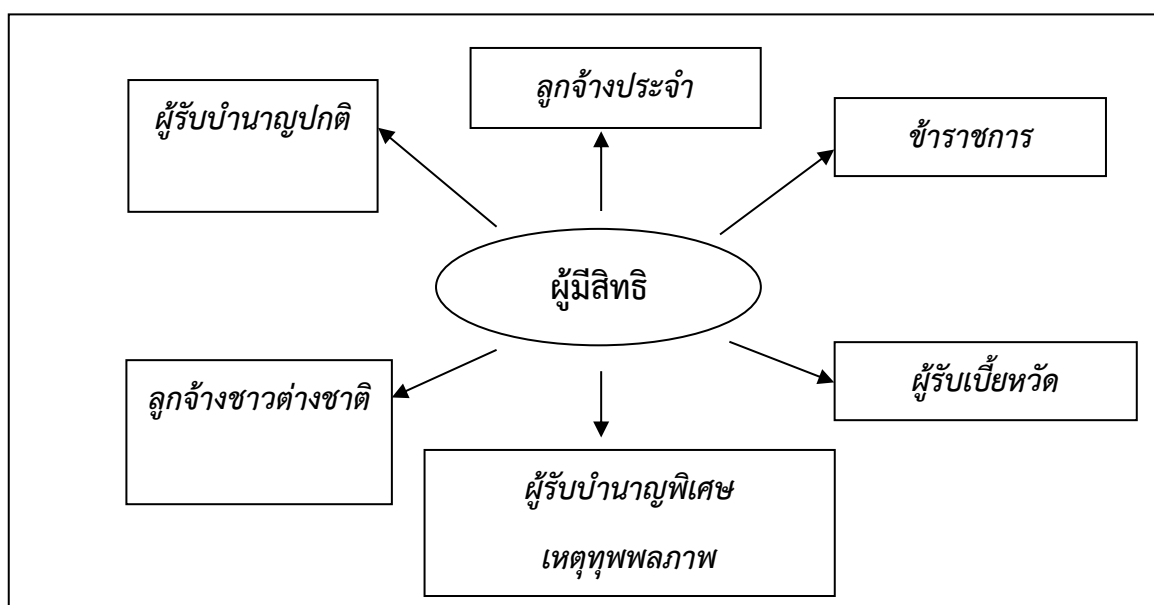 ลูกจ้างประจำ
ผู้รับบำนาญปกติ
ข้าราชการ
ผู้มีสิทธิ
ผู้รับเบี้ยหวัด
ลูกจ้างชาวต่างชาติ
ผู้รับบำนาญพิเศษ
เหตุทุพพลภาพ